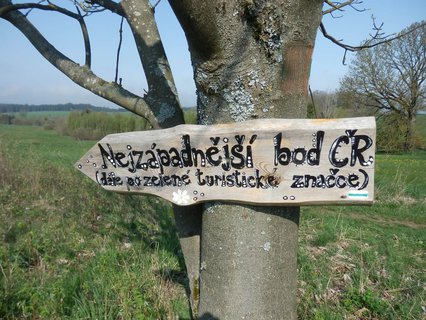 Nejzápadnější bod ČR.
(dále po zelené turistické značce)